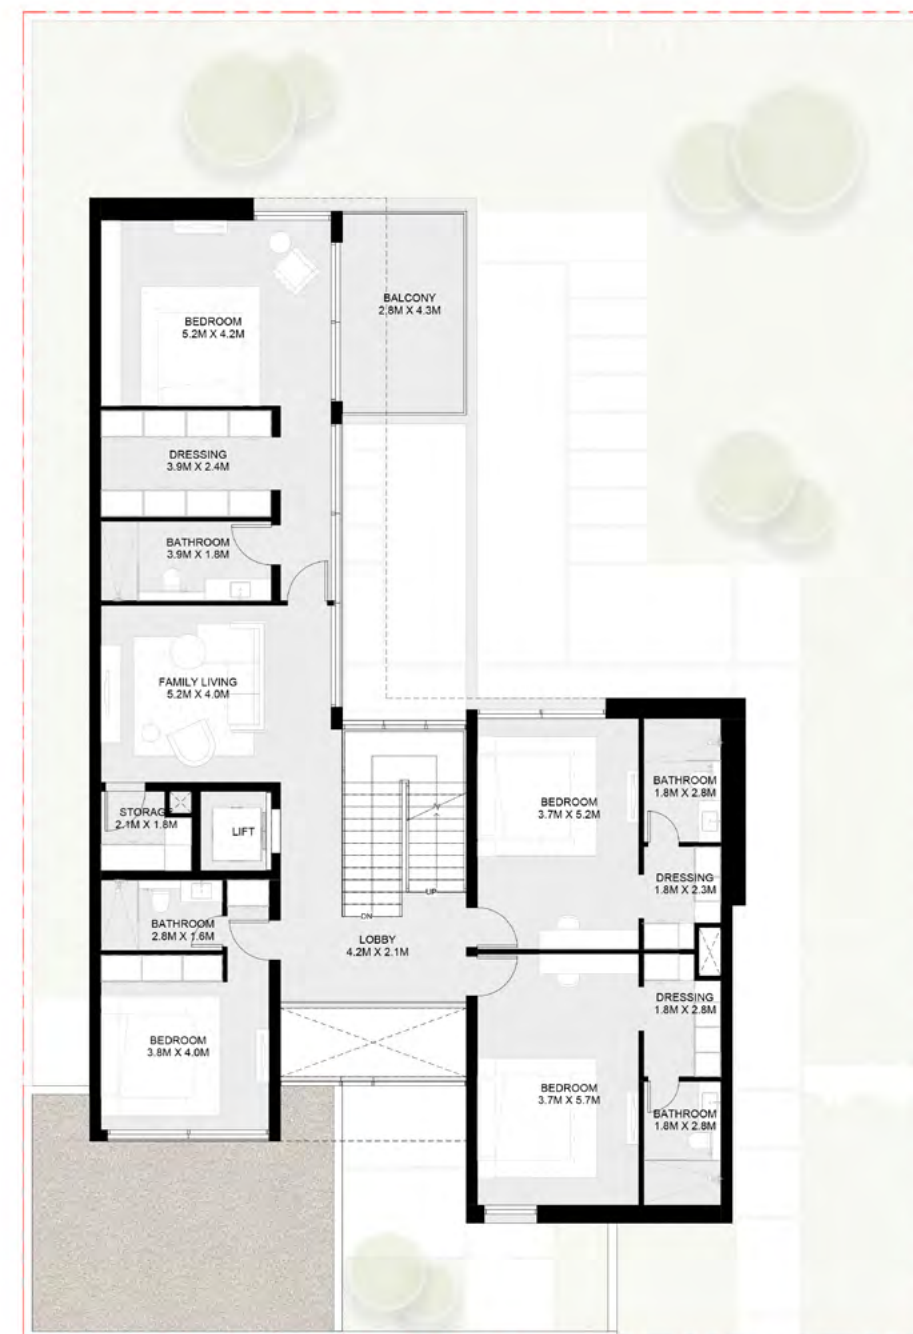 BALCONY
2.8M X 4.3M
BEDROOM
5.2M X 4.2M
DRESSING
3.9M X 2.4M
BATHROOM
3.9M X 1.8M
FAMILY LIVING
5.2M X 4.0M
STORAGE
2.1M X 1.8M
LIFT
BEDROOM
3.7M X 5.2M
BATHROOM
1.8M X 2.8M
DRESSING
1.8M X 2.3M
UP
DN
BATHROOM
2.8M X 1.6M
LOBBY
4.2M X 2.1M
DRESSING
1.8M X 2.8M
BEDROOM
3.8M X 4.0M
BEDROOM
3.7M X 5.7M
BATHROOM
1.8M X 2.8M